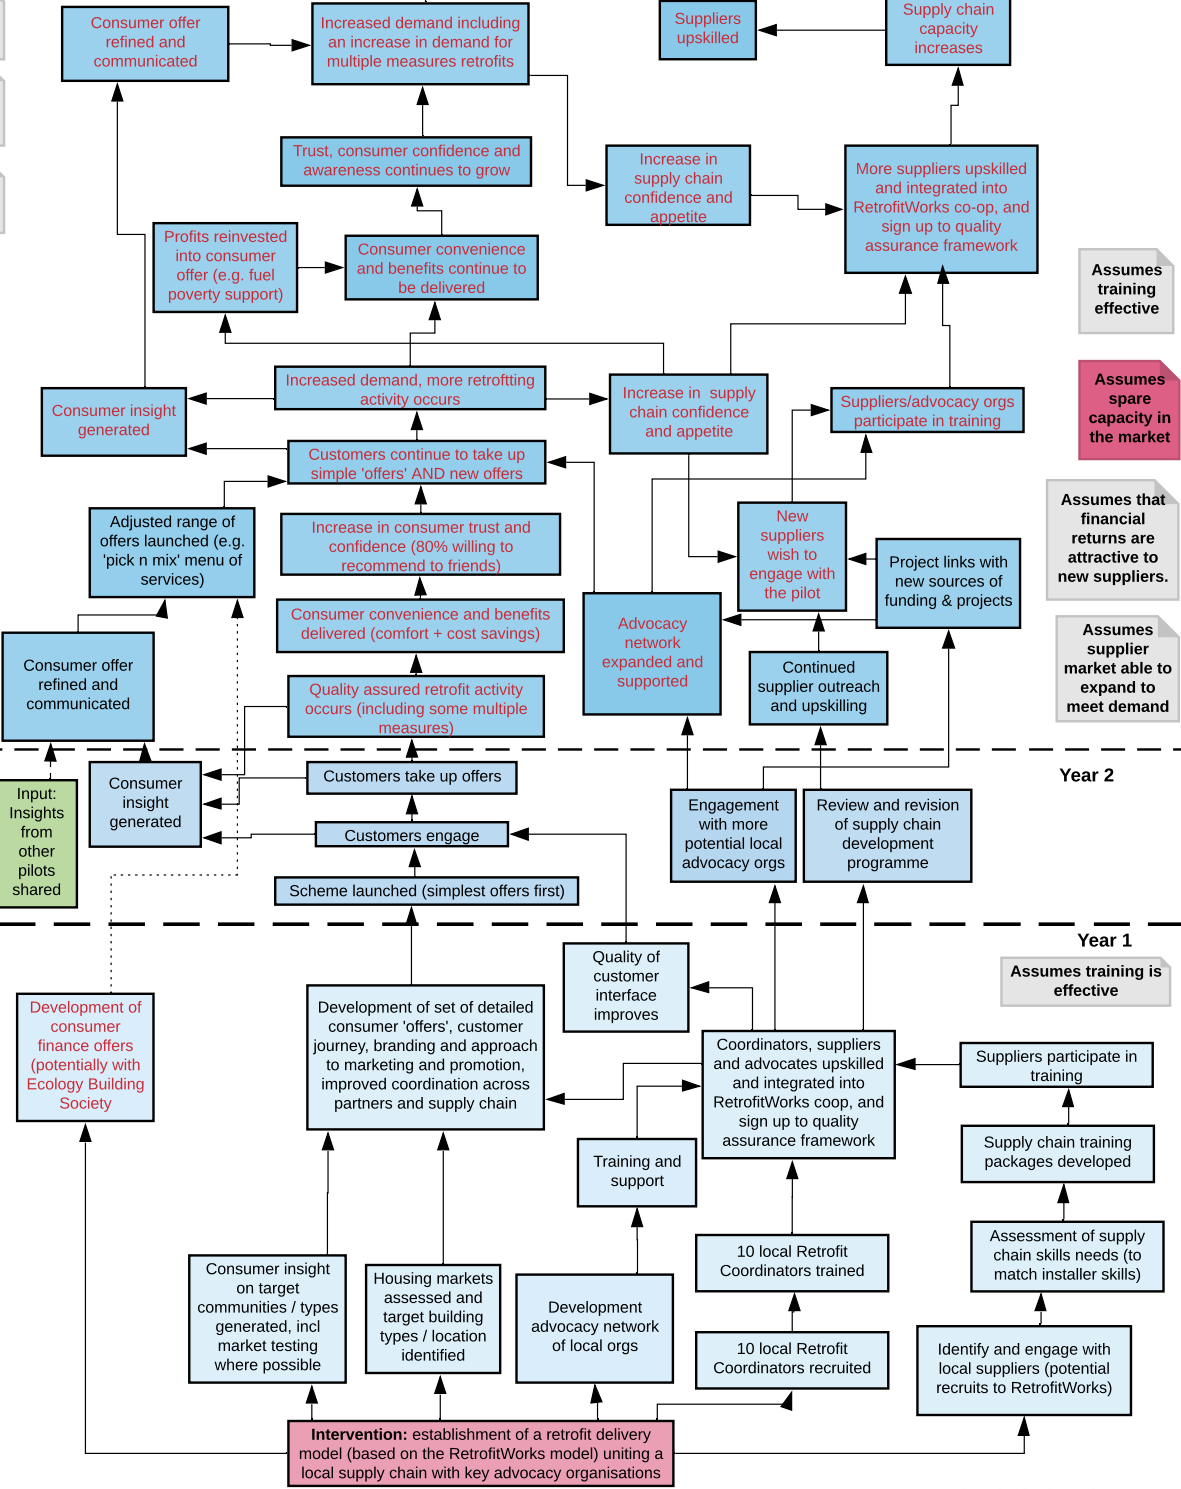 Consumer offer
refined and
communicated
Increased demand including
an increase in demand for
multiple measures retrofits
Suppliers
upskilled
Supply chain
capacity
increases
Trust, consumer confidence and
awareness continues to grow
Increase in
supply chain
confidence and
appetite
More suppliers upskilled
and integrated into
RetrofitWorks co-op, and
sign up to quality
assurance framework
Profits reinvested
into consumer
offer (e.g. fuel
poverty support)
Consumer convenience
and benefits continue to
be delivered
Assumes
training
effective
Increased demand, more retroftting
activity occurs
Consumer insight
generated
Increase in  supply
chain confidence
and appetite
Suppliers/advocacy orgs
participate in training
Assumes
spare
capacity in
the market
Customers continue to take up
simple 'offers' AND new offers
Adjusted range of
offers launched (e.g.
'pick n mix' menu of
services)
Increase in consumer trust and
confidence (80% willing to
recommend to friends)
New
suppliers
wish to
engage with
the pilot
Project links with
new sources of
funding & projects
Assumes that
financial
returns are
attractive to
new suppliers.
Consumer convenience and benefits
delivered (comfort + cost savings)
Advocacy
network
expanded and
supported
Consumer offer
refined and
communicated
Continued
supplier outreach
and upskilling
Assumes
supplier
market able to
expand to
meet demand
Quality assured retrofit activity
occurs (including some multiple
measures)
Year 2
Input:
Insights
from
other
pilots
shared
Consumer
insight
generated
Customers take up offers
Customers engage
Scheme launched (simplest offers first)
Engagement
with more
potential local
advocacy orgs
Review and revision
of supply chain
development
programme
Year 1
Assumes training is
effective
Quality of
customer
interface
improves
Development of
consumer
finance offers
(potentially with
Ecology Building
Society
Development of set of detailed
consumer 'offers', customer
journey, branding and approach
to marketing and promotion,
improved coordination across
partners and supply chain
Coordinators, suppliers
and advocates upskilled
and integrated into
RetrofitWorks coop, and
sign up to quality
assurance framework
Suppliers participate in
training
Supply chain training
packages developed
Training and
support
Assessment of supply
chain skills needs (to
match installer skills)
10 local Retrofit
Coordinators trained
Consumer insight
on target
communities / types
generated, incl
market testing
where possible
Housing markets
assessed and
target building
types / location
identified
Development
advocacy network
of local orgs
10 local Retrofit
Coordinators recruited
Identify and engage with
local suppliers (potential
recruits to RetrofitWorks)
Intervention: establishment of a retrofit delivery
model (based on the RetrofitWorks model) uniting a
local supply chain with key advocacy organisations